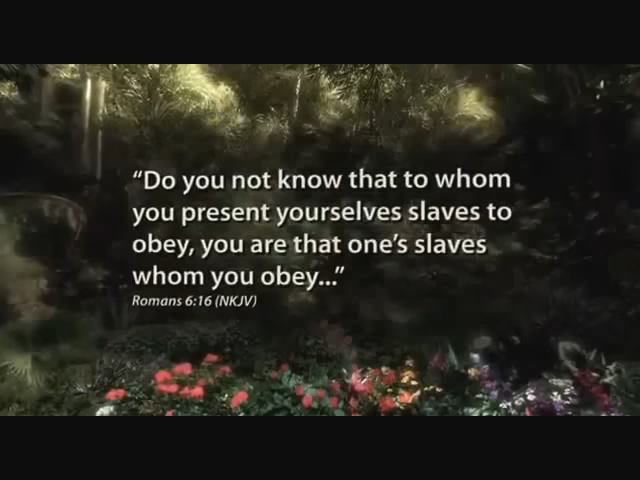 “Do you not know that to whom
you present yourselves slaves to
obey, you are that one’s slaves
whom you obey...”
Romans 6:16 (NKJV)